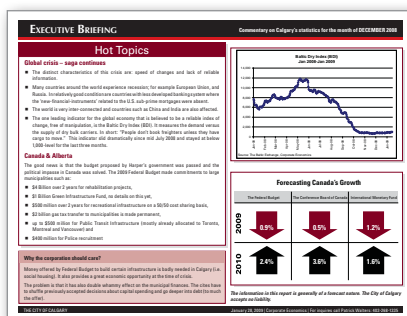 EXECUTIVE BRIEFING
Commentary on Calgary's statistics for the month of DECEMBER 2008
Hot Topics
Global crisis – saga continues
■ The distinct characteristics of this crisis are: speed of changes and lack of reliable
information.
■ Many countries around the world experience recession; for example European Union, and
Russia. In relatively good condition are countries with less developed banking system where
the 'new-financial instruments' related to the U.S. sub-prime mortgages were absent.
■ The world is very inter-connected and countries such as China and India are also affected.
■ The one leading indicator for the global economy that is believed to be a reliable index of
change, free of manipulation, is the Baltic Dry Index (BDI). It measures the demand versus
the supply of dry bulk carriers. In short: "People don't book freighters unless they have
cargo to move." This indicator fell dramatically since mid July 2008 and stayed at below
1,000-level for the last three months.
Canada & Alberta
The good news is that the budget proposed by Harper's government was passed and the
political impasse in Canada was solved. The 2009 Federal Budget made commitments to large
municipalities such as:
■ $4 Billion over 2 years for rehabilitation projects,
■ $1 Billion Green Infrastructure Fund, no details on this yet,
■ $500 million over 2 years for recreational infrastructure on a 50/50 cost sharing basis,
■ $2 billion gas tax transfer to municipalities is made permanent,
■ up to $500 million for Public Transit Infrastructure (mostly already allocated to Toronto,
Montreal and Vancouver) and
■ $400 million for Police recruitment
Why the corporation should care?
Money offered by Federal Budget to build certain infrastructure is badly needed in Calgary (i.e.
social housing). It also provides a great economic opportunity at the time of crisis.
The problem is that it has also double whammy effect on the municipal finances. The cities have
to shuffle previously accepted decisions about capital spending and go deeper into debt (to match
the offer).
Baltic Dry Index (BDI)
Jan 2008-Jan 2009
Forecasting Canada's Growth
The Federal Budget
The Conference Board of Canada
International Monetary Fund
2009
0.9%
0.5%
1.2%
2010
2.4%
3.6%
1.6%
The information in this report is generally of a forecast nature. The City of Calgary
accepts no liability.
THE CITY OF CALGARY
January 29, 2009 | Corporate Economics | For inquires call Patrick Walters: 403-268-1335